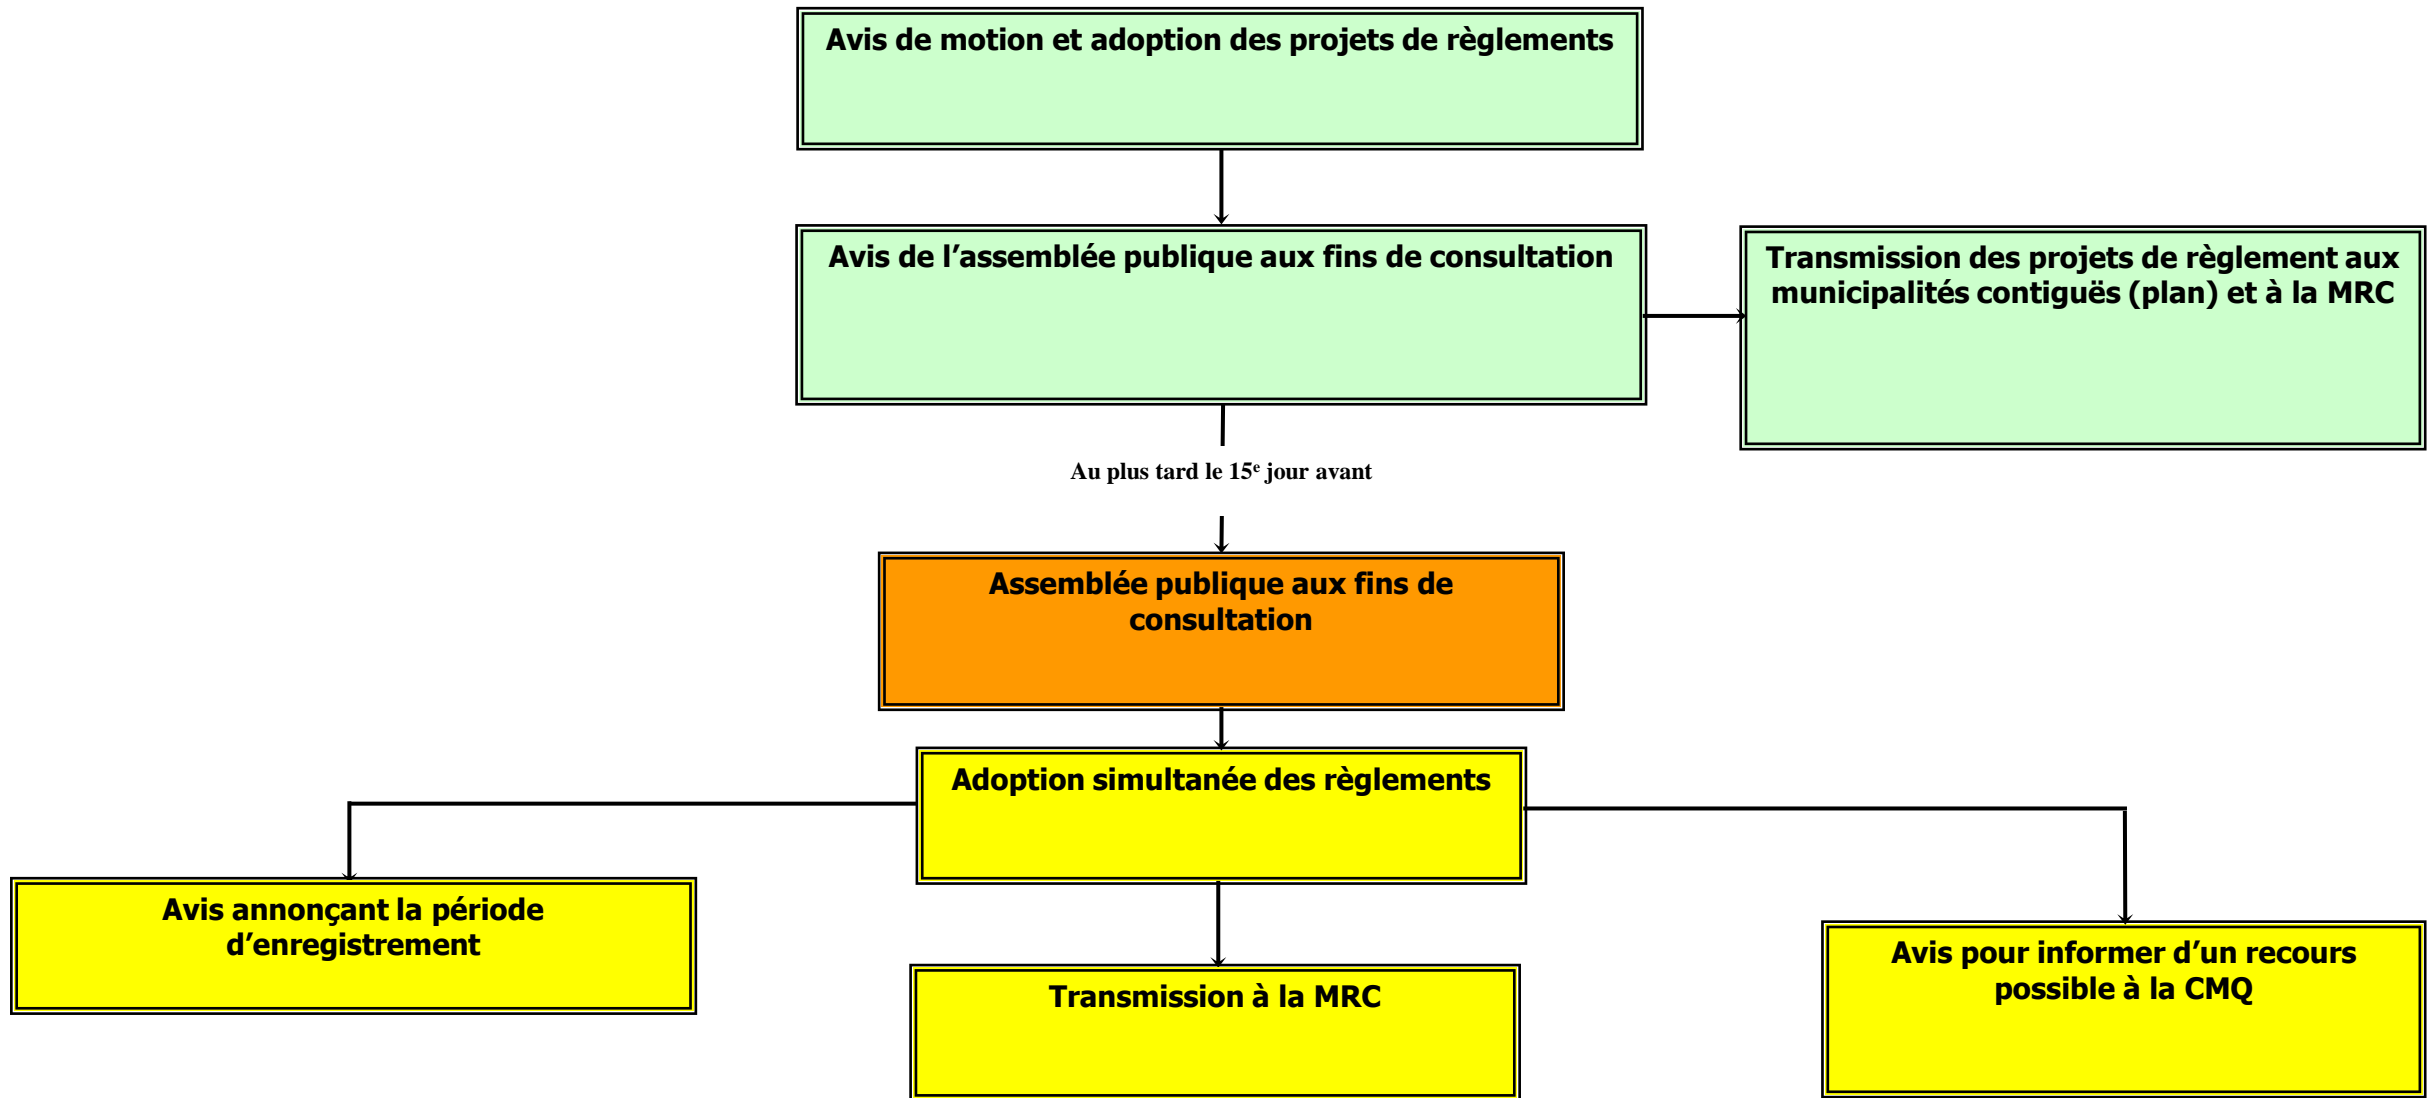 Avis de motion et adoption des projets de règlements
Avis de l’assemblée publique aux fins de consultation
Transmission des projets de règlement aux
municipalités contiguës (plan) et à la MRC
Au plus tard le 15e jour avant
Assemblée publique aux fins de
consultation
Adoption simultanée des règlements
Avis annonçant la période
d’enregistrement
Transmission à la MRC
Avis pour informer d’un recours
possible à la CMQ